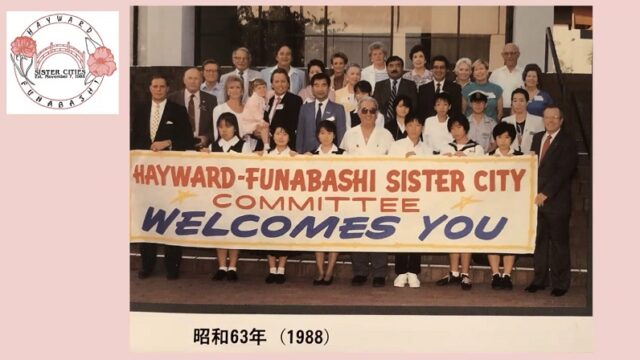 HAYWARD
SISTER CITIES
FUNABASHI
HAYWARD-FUNABASHI SISTER CITY
COMMITTEE
WELCOMES YOU
昭和63年（1988）